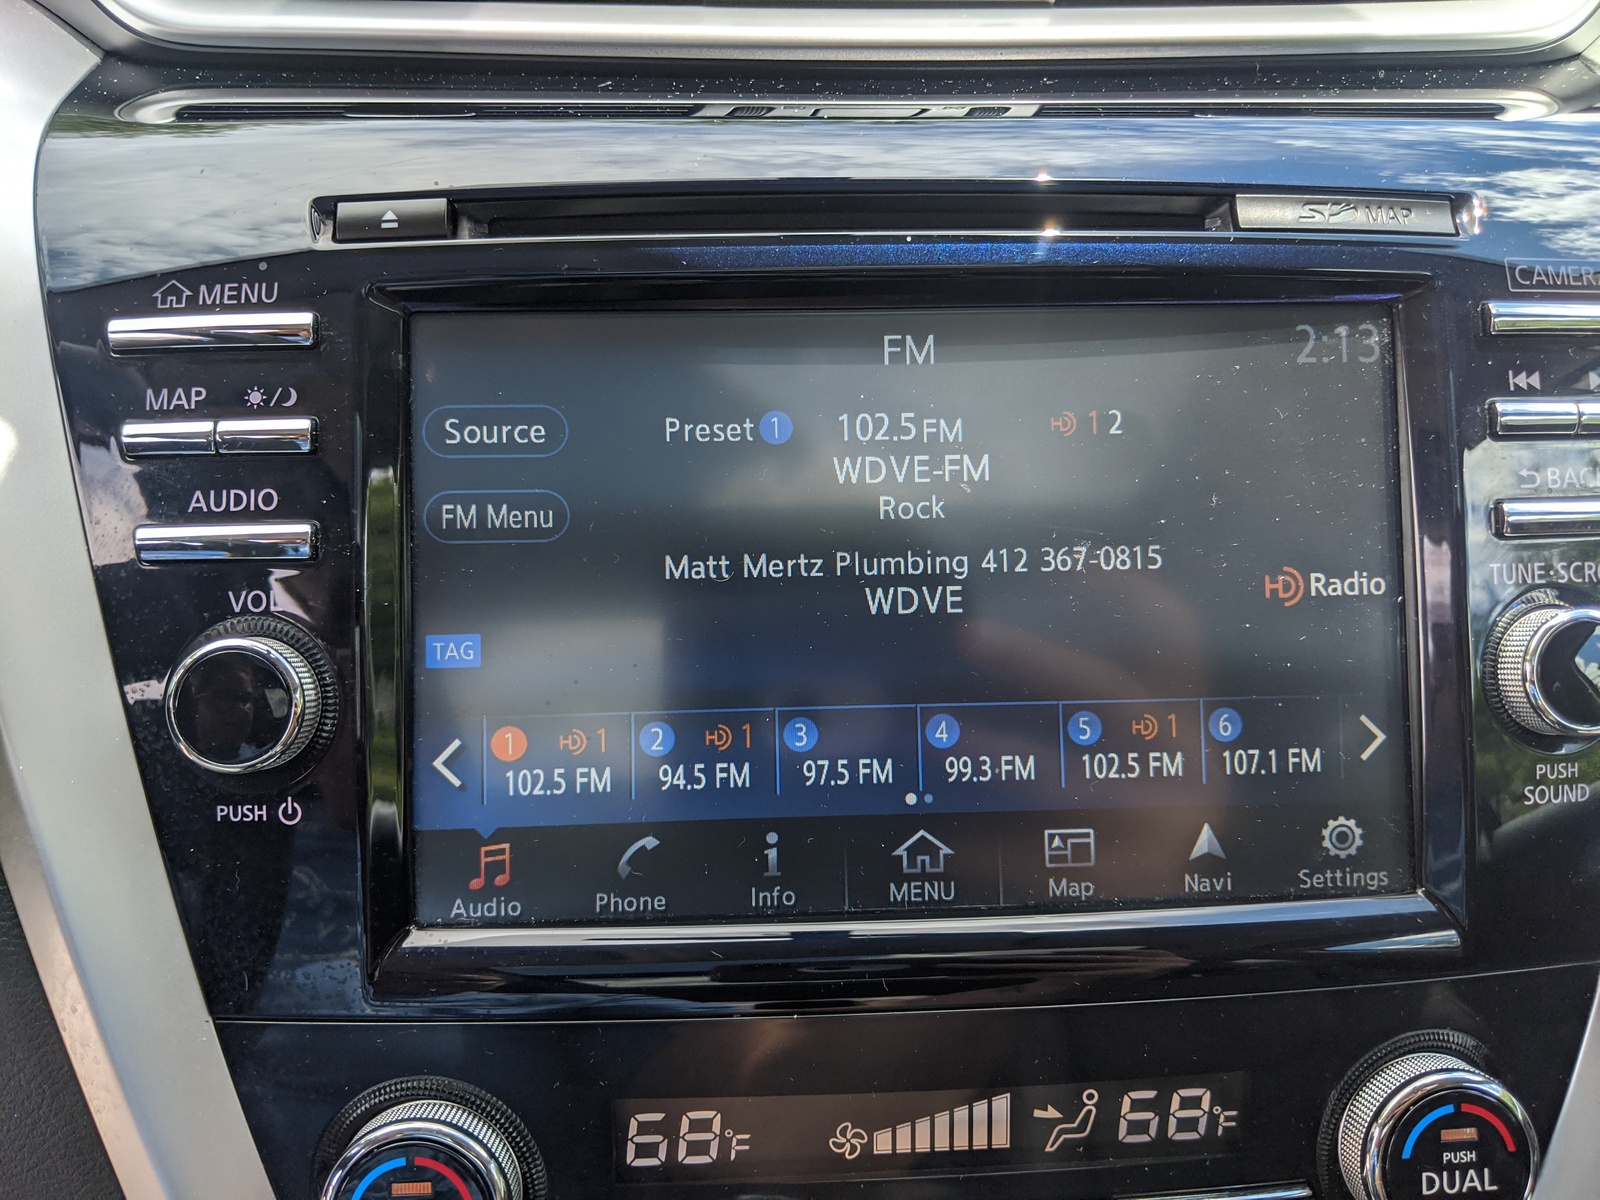 SD MAP
MENU
CAMERA
FM
2:13
MAP
Source
Preset 1 102.5 FM HD 1 2
WDVE-FM
BACK
AUDIO
FM Menu
Rock
Matt Mertz Plumbing 412 367-0815
HD Radio
TUNE·SCROLL
VOL
WDVE
TAG
1 HD 1 2 HD 1 3 4 5 HD 1 6
102.5 FM 94.5 FM 97.5 FM 99.3 FM 102.5 FM 107.1 FM
PUSH
PUSH
SOUND
Audio Phone Info MENU Map Navi Settings
68°F 68°F
PUSH
DUAL